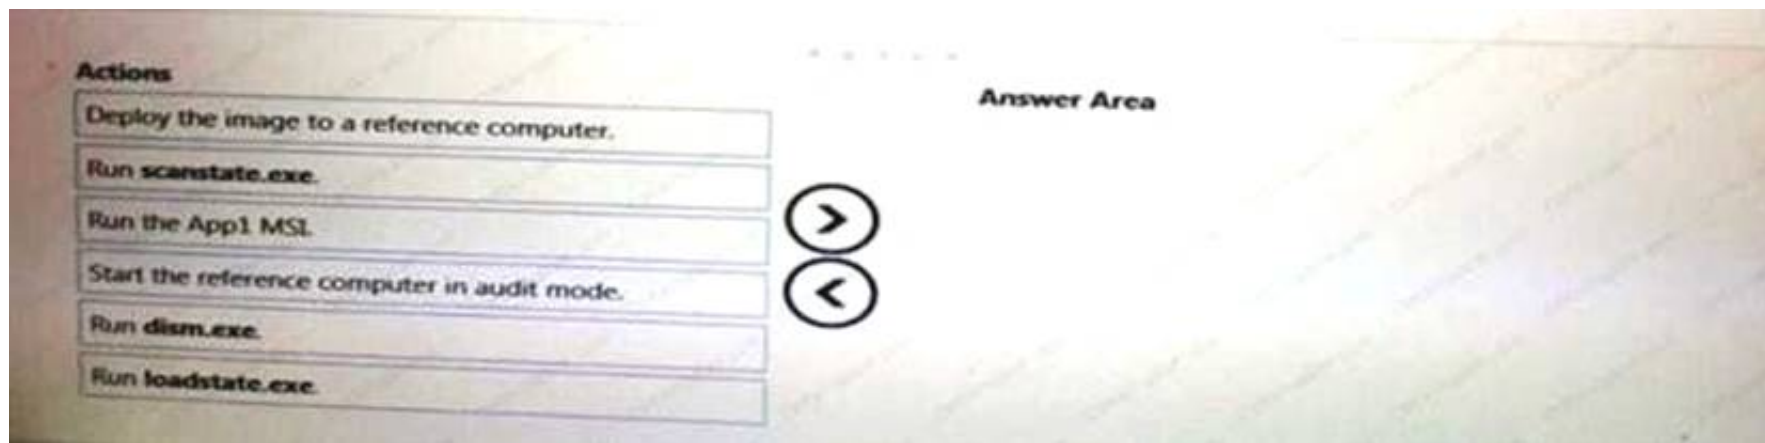 Actions
Answer Area
Deploy the image to a reference computer.
Run scanstate.exe.
Run the App1 MSI.
Start the reference computer in audit mode.
Run dism.exe.
Run loadstate.exe.